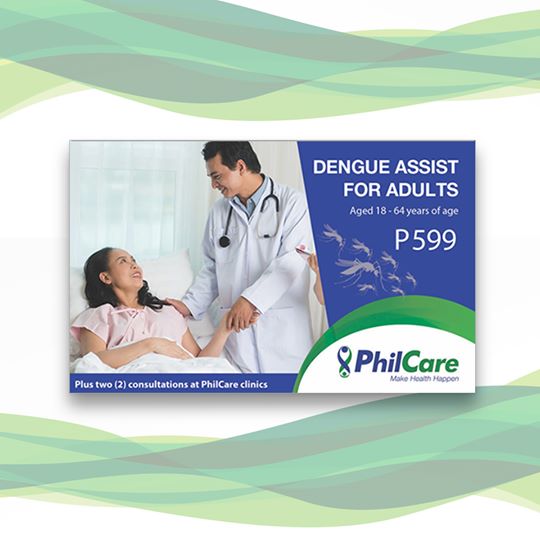 DENGUE ASSIST
FOR ADULTS
Aged 18 - 64 years of age
P599
PhilCare
Make Health Happen
Plus two (2) consultations at PhilCare clinics